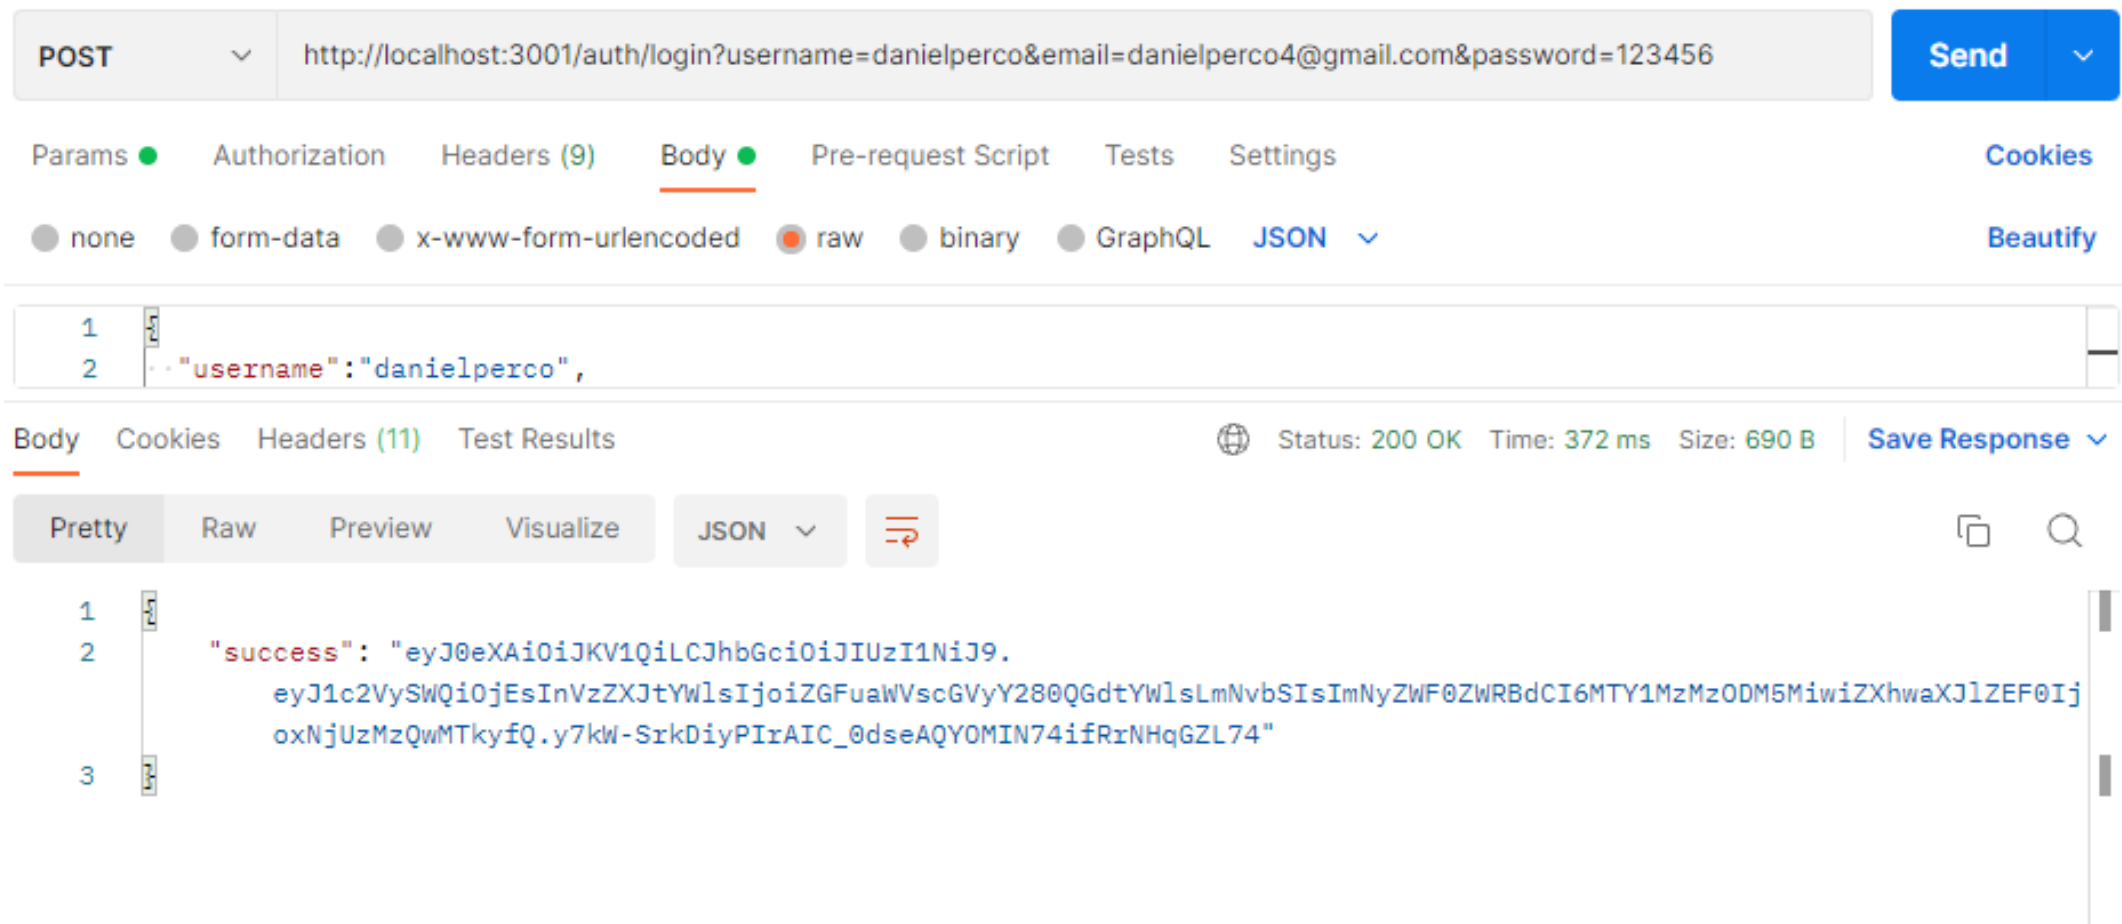 POST http://localhost:3001/auth/login?username=danielperco&email=danielperco4@gmail.com&password=123456 Send
Params Authorization Headers (9) Body Pre-request Script Tests Settings Cookies
none form-data x-www-form-urlencoded raw binary GraphQL JSON Beautify
1 {
2 "username":"danielperco",
Body Cookies Headers (11) Test Results Status: 200 OK Time: 372 ms Size: 690 B Save Response
Pretty Raw Preview Visualize JSON
1 {
2 "success": "eyJ0eXAiOiJKV1QiLCJhbGciOiJIUzI1NiJ9.
eyJ1c2VySWQiOjEsInVzZXJtYWlsIjoiZGFuaWVscGVyY280QGdtYWlsLmNvbSIsImNyZWF0ZWRBdCI6MTY1MzMzODM5MiwiZXhwaXJlZEF0Ij
oxNjUzMzQwMTkyfQ.y7kW-SrkDiyPIrAIC_0dseAQYOMIN74ifRrNHqGZL74"
3 }